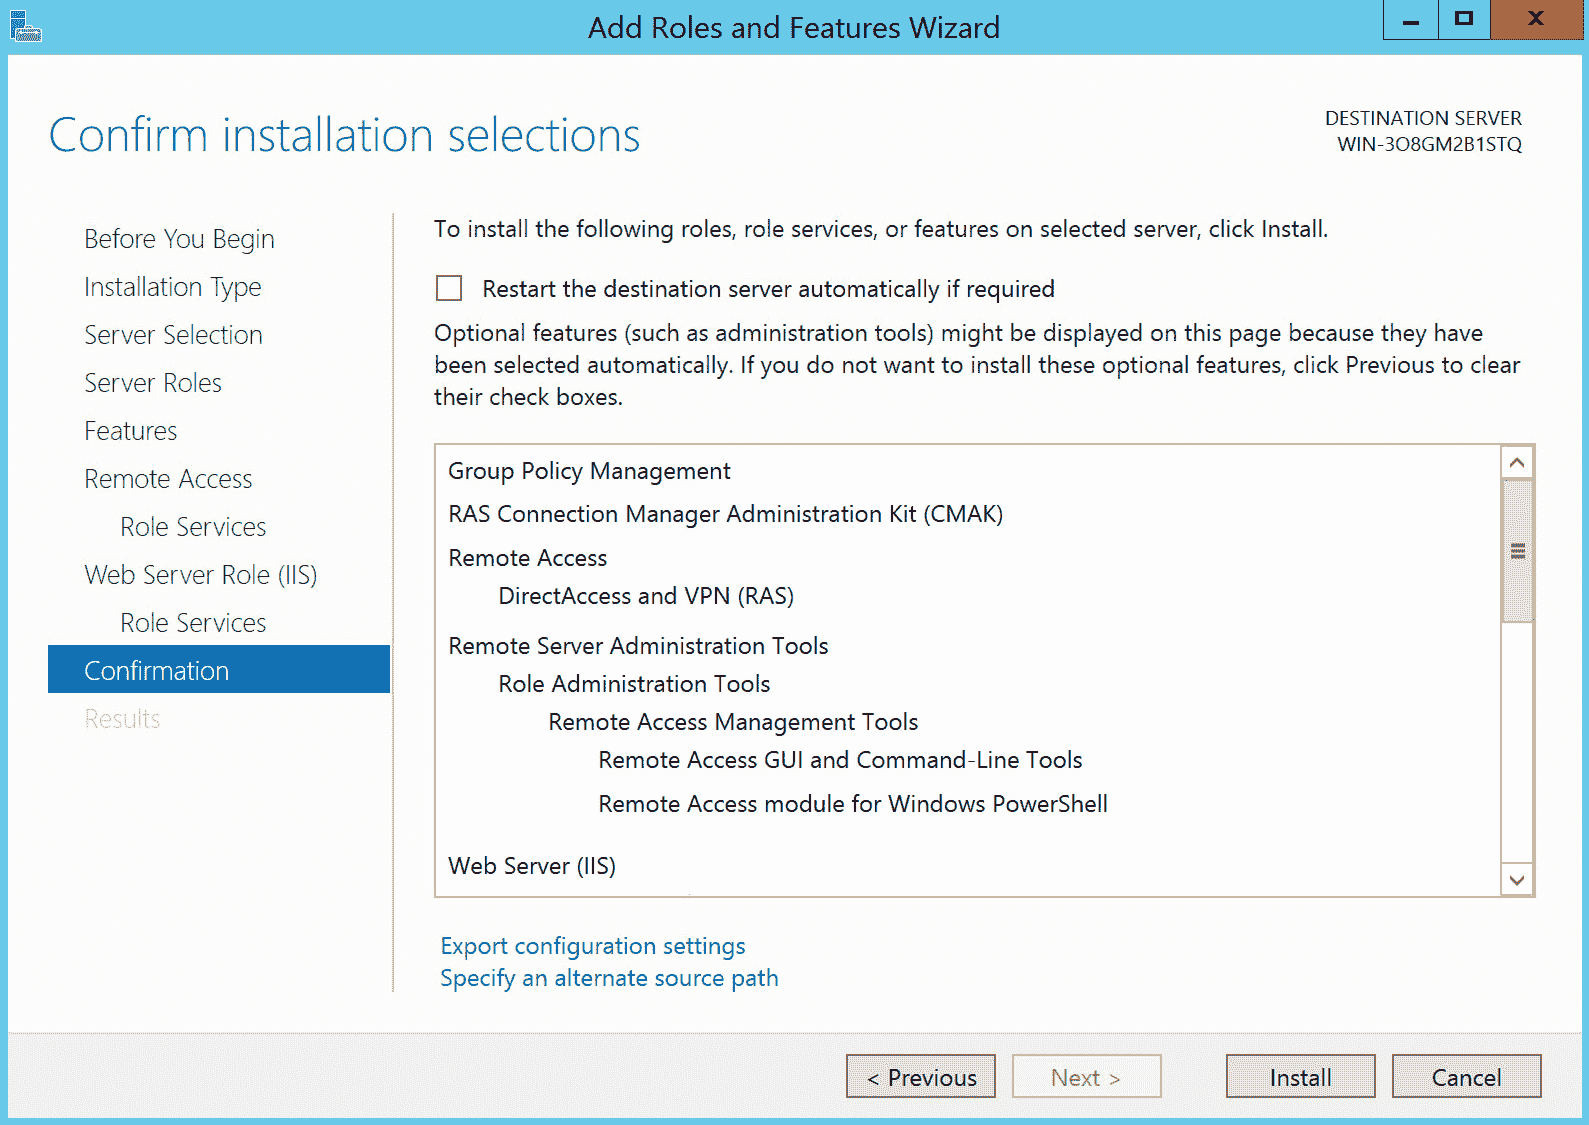 Add Roles and Features Wizard
Confirm installation selections
DESTINATION SERVER
WIN-3O8GM2B1STQ
Before You Begin
Installation Type
Server Selection
Server Roles
Features
Remote Access
Role Services
Web Server Role (IIS)
Role Services
Confirmation
Results
To install the following roles, role services, or features on selected server, click Install.
Restart the destination server automatically if required
Optional features (such as administration tools) might be displayed on this page because they have
been selected automatically. If you do not want to install these optional features, click Previous to clear
their check boxes.
Group Policy Management
RAS Connection Manager Administration Kit (CMAK)
Remote Access
DirectAccess and VPN (RAS)
Remote Server Administration Tools
Role Administration Tools
Remote Access Management Tools
Remote Access GUI and Command-Line Tools
Remote Access module for Windows PowerShell
Web Server (IIS)
Export configuration settings
Specify an alternate source path
< Previous
Next >
Install
Cancel